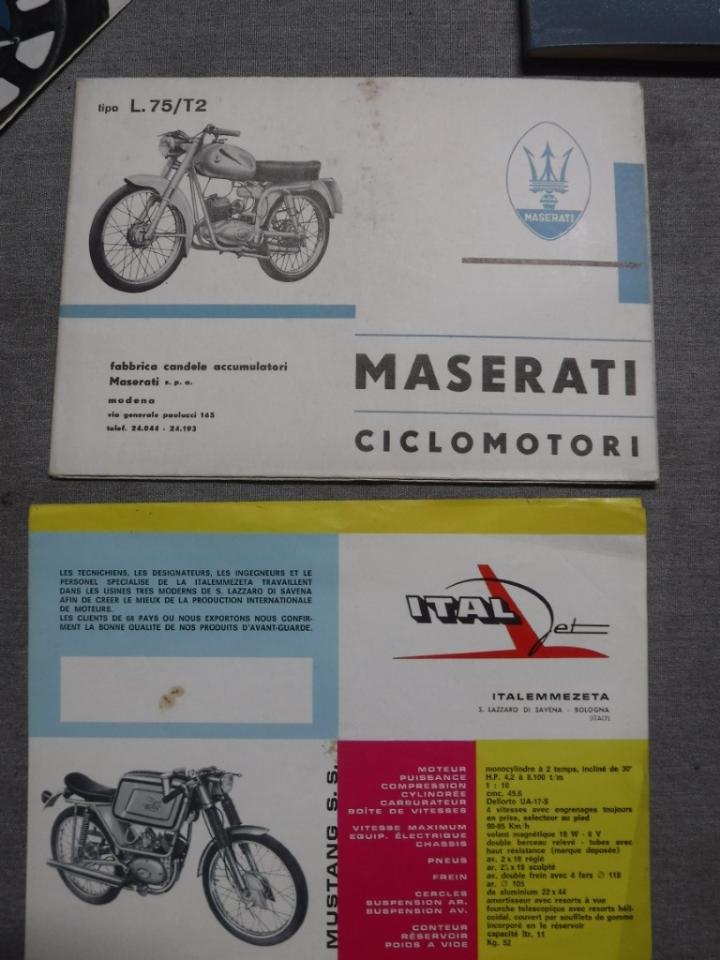 tipo L.75/T2
MASERATI
fabbrica candele accumulatori
Maserati s.p.a.
modena
via generale paolucci 165
telef. 24.044 - 24.193
MASERATI
CICLOMOTORI
LES TECNICHIENS, LES DESIGNATEURS, LES INGEGNEURS ET LE
PERSONEL SPECIALISE DE LA ITALEMMEZETA TRAVAILLENT
DANS LES USINES TRES MODERNS DE S. LAZZARO DI SAVENA
AFIN DE CREER LE MIEUX DE LA PRODUCTION INTERNATIONALE
DE MOTEURS.
LES CLIENTS DE 68 PAYS OU NOUS EXPORTONS NOUS CONFIR-
MENT LA BONNE QUALITE DE NOS PRODUITS D'AVANT-GUARDE.
ITAL Jet
ITALEMMEZETA
S. LAZZARO DI SAVENA - BOLOGNA
(ITALY)
MUSTANG S.S.
MOTEUR monocylindre à 2 temps, incliné de 30°
PUISSANCE H.P. 4,2 à 8.100 t/m
COMPRESSION 1 : 10
CYLINDRÉE cmc. 49.6
CARBURATEUR Dellorto UA-17-S
BOÎTE DE VITESSES 4 vitesses avec engrenages toujours
en prise, selecteur au pied
VITESSE MAXIMUM 90-95 Km/h
EQUIP. ÉLECTRIQUE volant magnétique 18 W - 6 V
CHASSIS double berceau relevé - tubes avec
haut résistance (marque deposée)
PNEUS av. 2 x 18 réglé
ar. 2¼ x 18 sculpté
FREIN av. double frein avec 4 fers ∅ 118
ar. ∅ 105
CERCLES de aluminium 22 x 44
SUSPENSION AR. amortisseur avec resorts à vue
SUSPENSION AV. fourche telescopique avec resorts héli-
coidal, couvert par soufflets de gomme
CONTEUR incorporé en le réservoir
RÉSERVOIR capacité ltr. 11
POIDS A VIDE Kg. 52